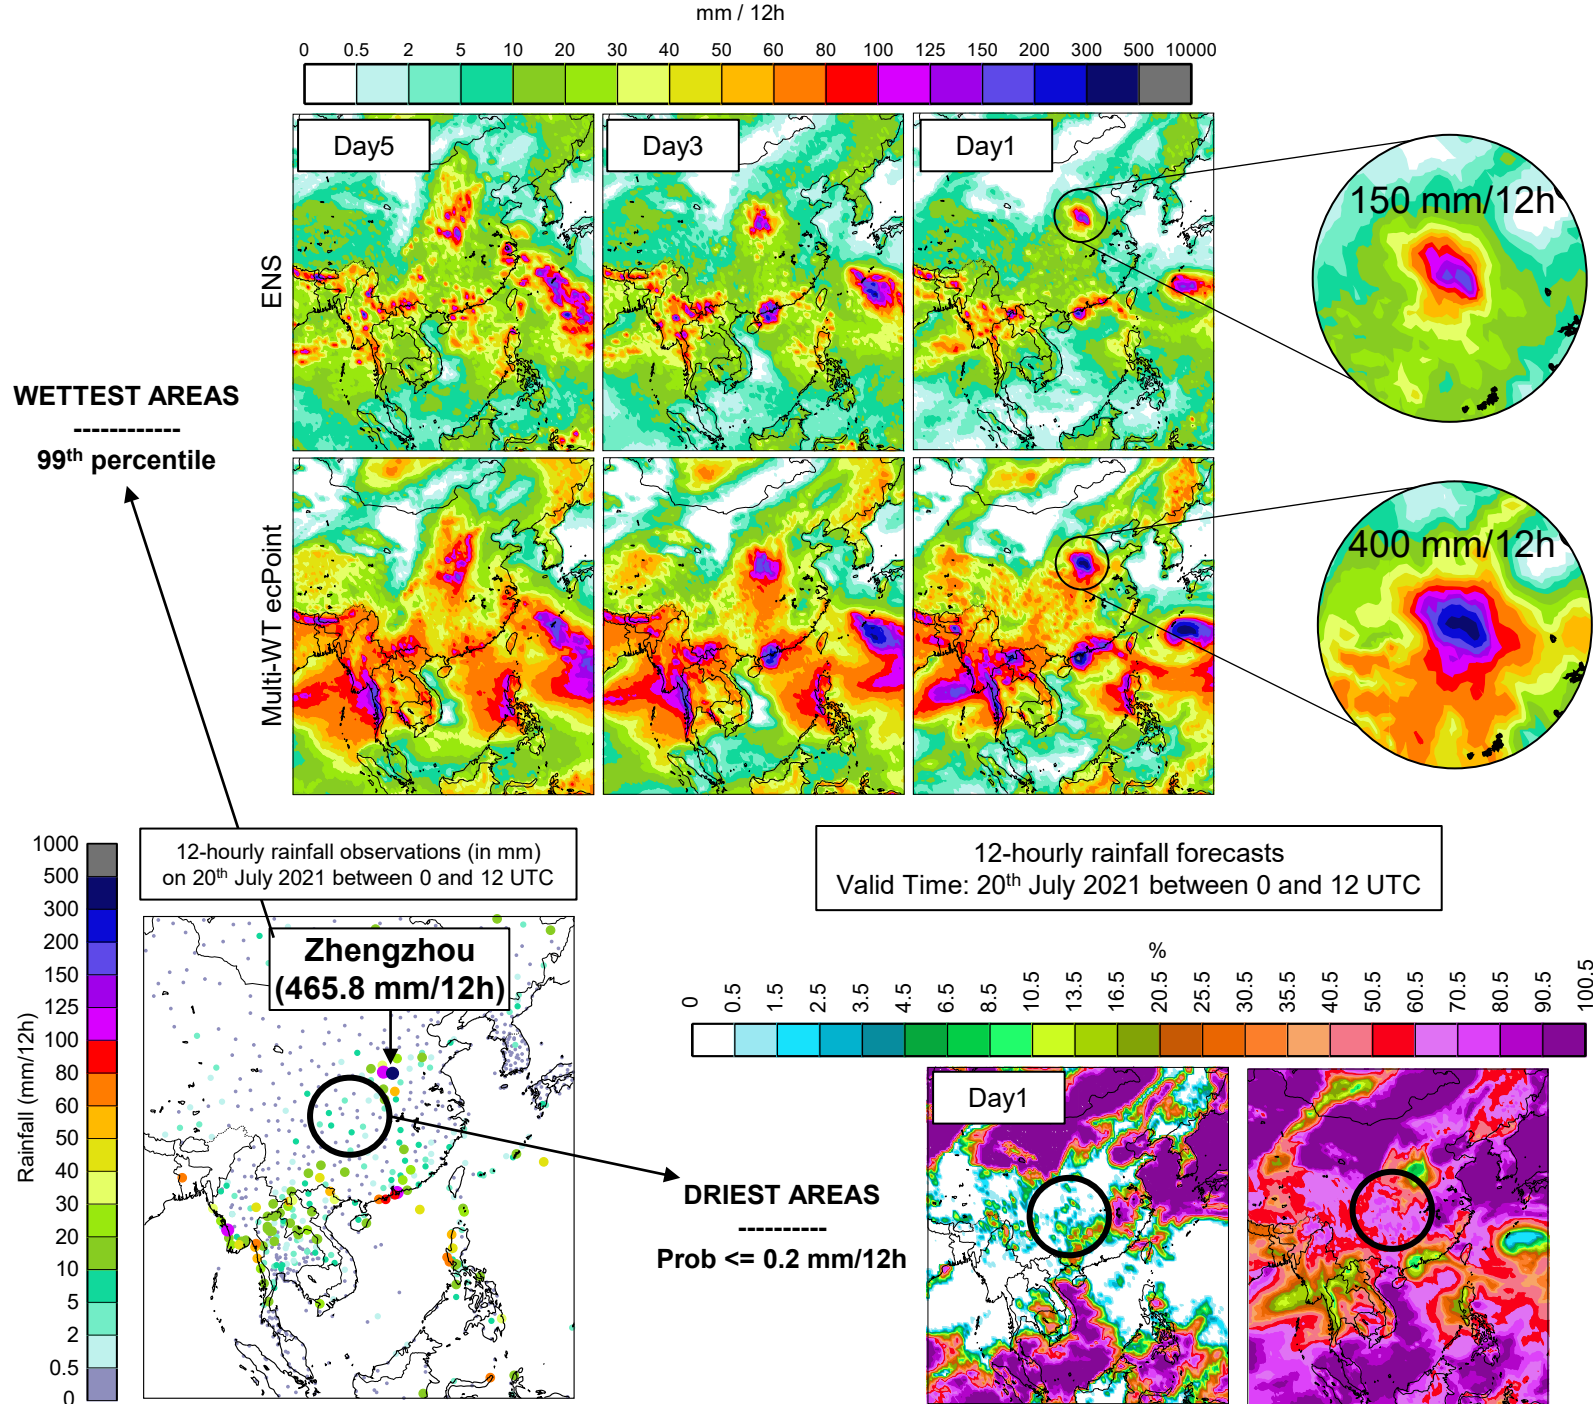 mm / 12h
0 0.5 2 5 10 20 30 40 50 60 80 100 125 150 200 300 500 10000
Day5
Day3
Day1
150 mm/12h
ENS
WETTEST AREAS
------------
99th percentile
400 mm/12h
Multi-WT ecPoint
12-hourly rainfall observations (in mm)
on 20th July 2021 between 0 and 12 UTC
12-hourly rainfall forecasts
Valid Time: 20th July 2021 between 0 and 12 UTC
Rainfall (mm/12h)
1000
500
300
200
150
125
100
80
60
50
40
30
20
10
5
2
0.5
0
Zhengzhou
(465.8 mm/12h)
%
0 0.5 1.5 2.5 3.5 4.5 6.5 8.5 10.5 13.5 16.5 20.5 25.5 30.5 35.5 40.5 50.5 60.5 70.5 80.5 90.5 100.5
Day1
DRIEST AREAS
----------
Prob <= 0.2 mm/12h